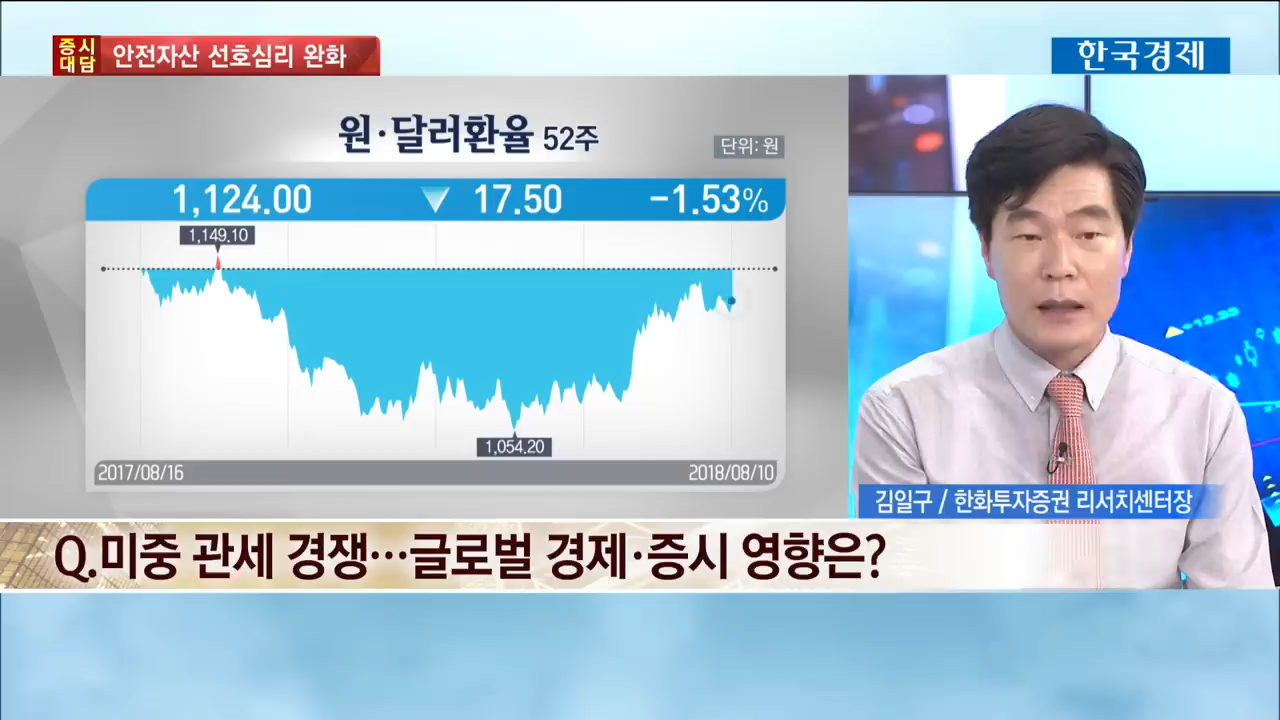 증시
대담
안전자산 선호심리 완화
한국경제
원·달러환율 52주
단위: 원
1,124.00 ▼ 17.50 -1.53%
1,149.10
1,054.20
2017/08/16 2018/08/10
+12.23
김일구 / 한화투자증권 리서치센터장
Q.미중 관세 경쟁…글로벌 경제·증시 영향은?